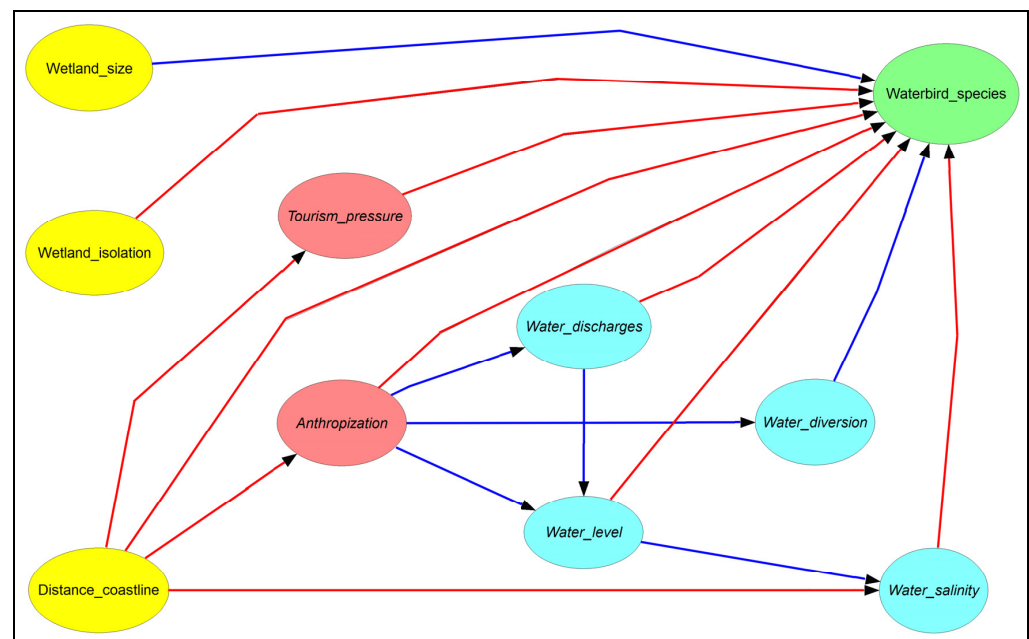 Wetland_size
Waterbird_species
Tourism_pressure
Wetland_isolation
Water_discharges
Anthropization
Water_diversion
Water_level
Distance_coastline
Water_salinity